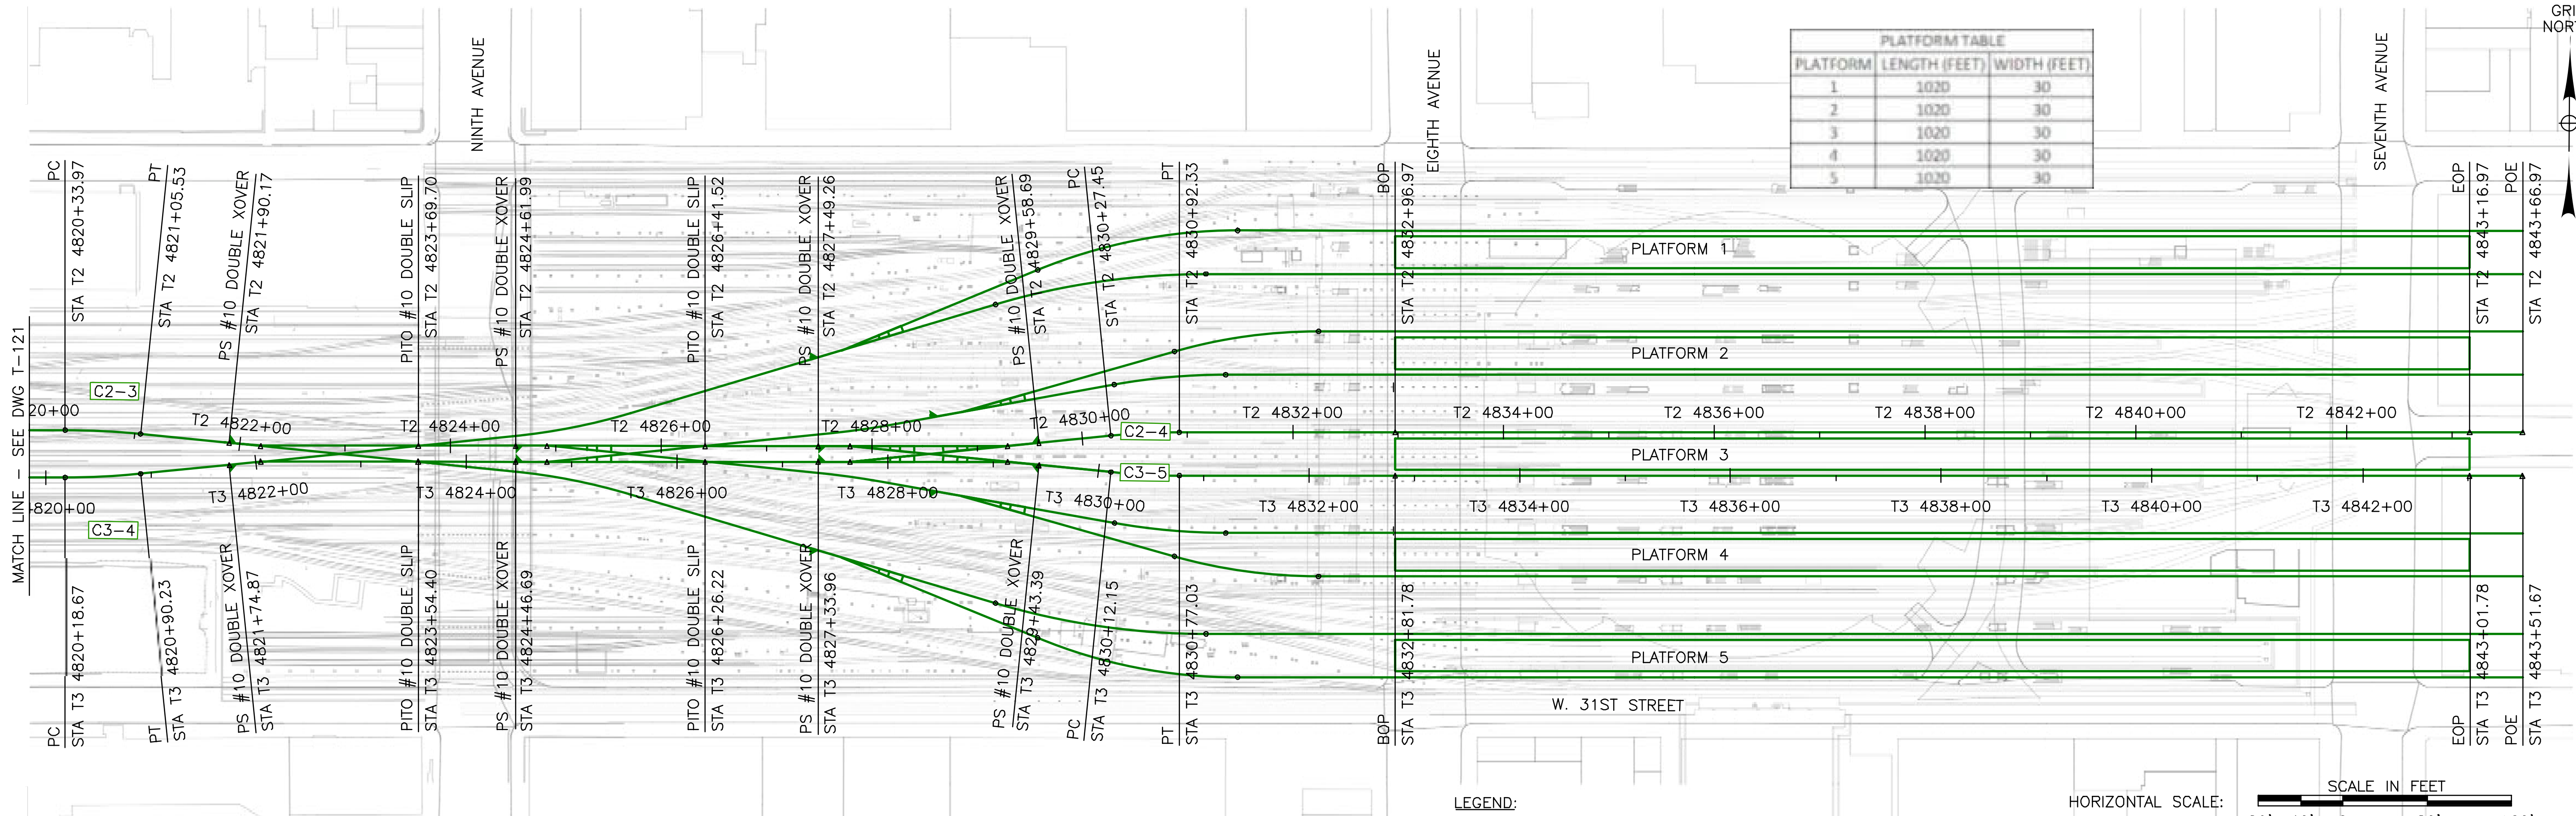 GRI
NOR
NINTH AVENUE
EIGHTH AVENUE
SEVENTH AVENUE
PLATFORM TABLE
PLATFORM LENGTH (FEET) WIDTH (FEET)
1 1020 30
2 1020 30
3 1020 30
4 1020 30
5 1020 30
PC
STA T2 4820+33.97
PT
STA T2 4821+05.53
PS #10 DOUBLE XOVER
STA T2 4821+90.17
PITO #10 DOUBLE SLIP
STA T2 4823+69.70
PS #10 DOUBLE XOVER
STA T2 4824+61.99
PITO #10 DOUBLE SLIP
STA T2 4826+41.52
PS #10 DOUBLE XOVER
STA T2 4827+49.26
PS #10 DOUBLE XOVER
STA T2 4829+58.69
PC
STA T2 4830+27.45
PT
STA T2 4830+92.33
BOP
STA T2 4832+96.97
EOP
STA T2 4843+16.97
POE
STA T2 4843+66.97
PLATFORM 1
PLATFORM 2
MATCH LINE - SEE DWG T-121
C2-3
20+00
T2 4822+00
T2 4824+00
T2 4826+00
T2 4828+00
T2 4830+00
T2 4832+00
T2 4834+00
T2 4836+00
T2 4838+00
T2 4840+00
T2 4842+00
C2-4
PLATFORM 3
C3-5
4820+00
T3 4822+00
T3 4824+00
T3 4826+00
T3 4828+00
T3 4830+00
T3 4832+00
T3 4834+00
T3 4836+00
T3 4838+00
T3 4840+00
T3 4842+00
C3-4
PLATFORM 4
PLATFORM 5
PC
STA T3 4820+18.67
PT
STA T3 4820+90.23
PS #10 DOUBLE XOVER
STA T3 4821+74.87
PITO #10 DOUBLE SLIP
STA T3 4823+54.40
PS #10 DOUBLE XOVER
STA T3 4824+46.69
PITO #10 DOUBLE SLIP
STA T3 4826+26.22
PS #10 DOUBLE XOVER
STA T3 4827+33.96
PS #10 DOUBLE XOVER
STA T3 4829+43.39
PC
STA T3 4830+12.15
PT
STA T3 4830+77.03
BOP
STA T3 4832+81.78
EOP
STA T3 4843+01.78
POE
STA T3 4843+51.67
W. 31ST STREET
LEGEND:
SCALE IN FEET
HORIZONTAL SCALE: